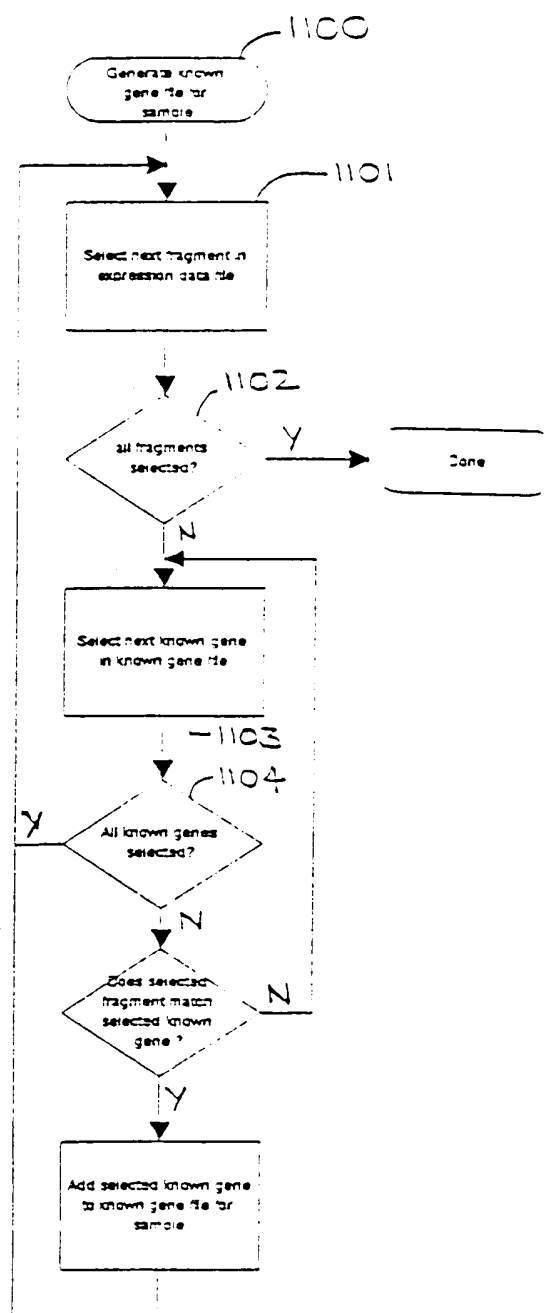 1100
Generate known
gene file for
sample
1101
Select next fragment in
expression data file
1102
all fragments
selected?
Y
Done
N
Select next known gene
in known gene file
1103
1104
All known genes
selected?
Y
N
Does selected
fragment match
selected known
gene ?
N
Y
Add selected known gene
to known gene file for
sample